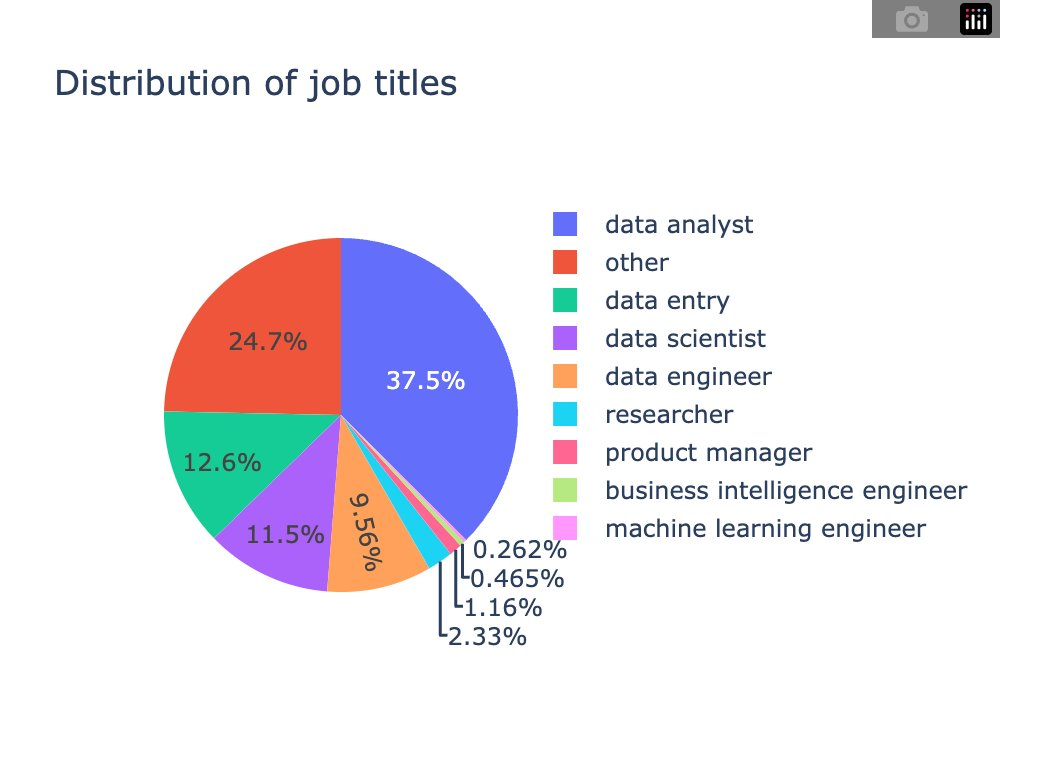 Distribution of job titles
data analyst
other
data entry
data scientist
data engineer
researcher
product manager
business intelligence engineer
machine learning engineer
24.7%
37.5%
12.6%
11.5%
9.56%
0.262%
0.465%
1.16%
2.33%